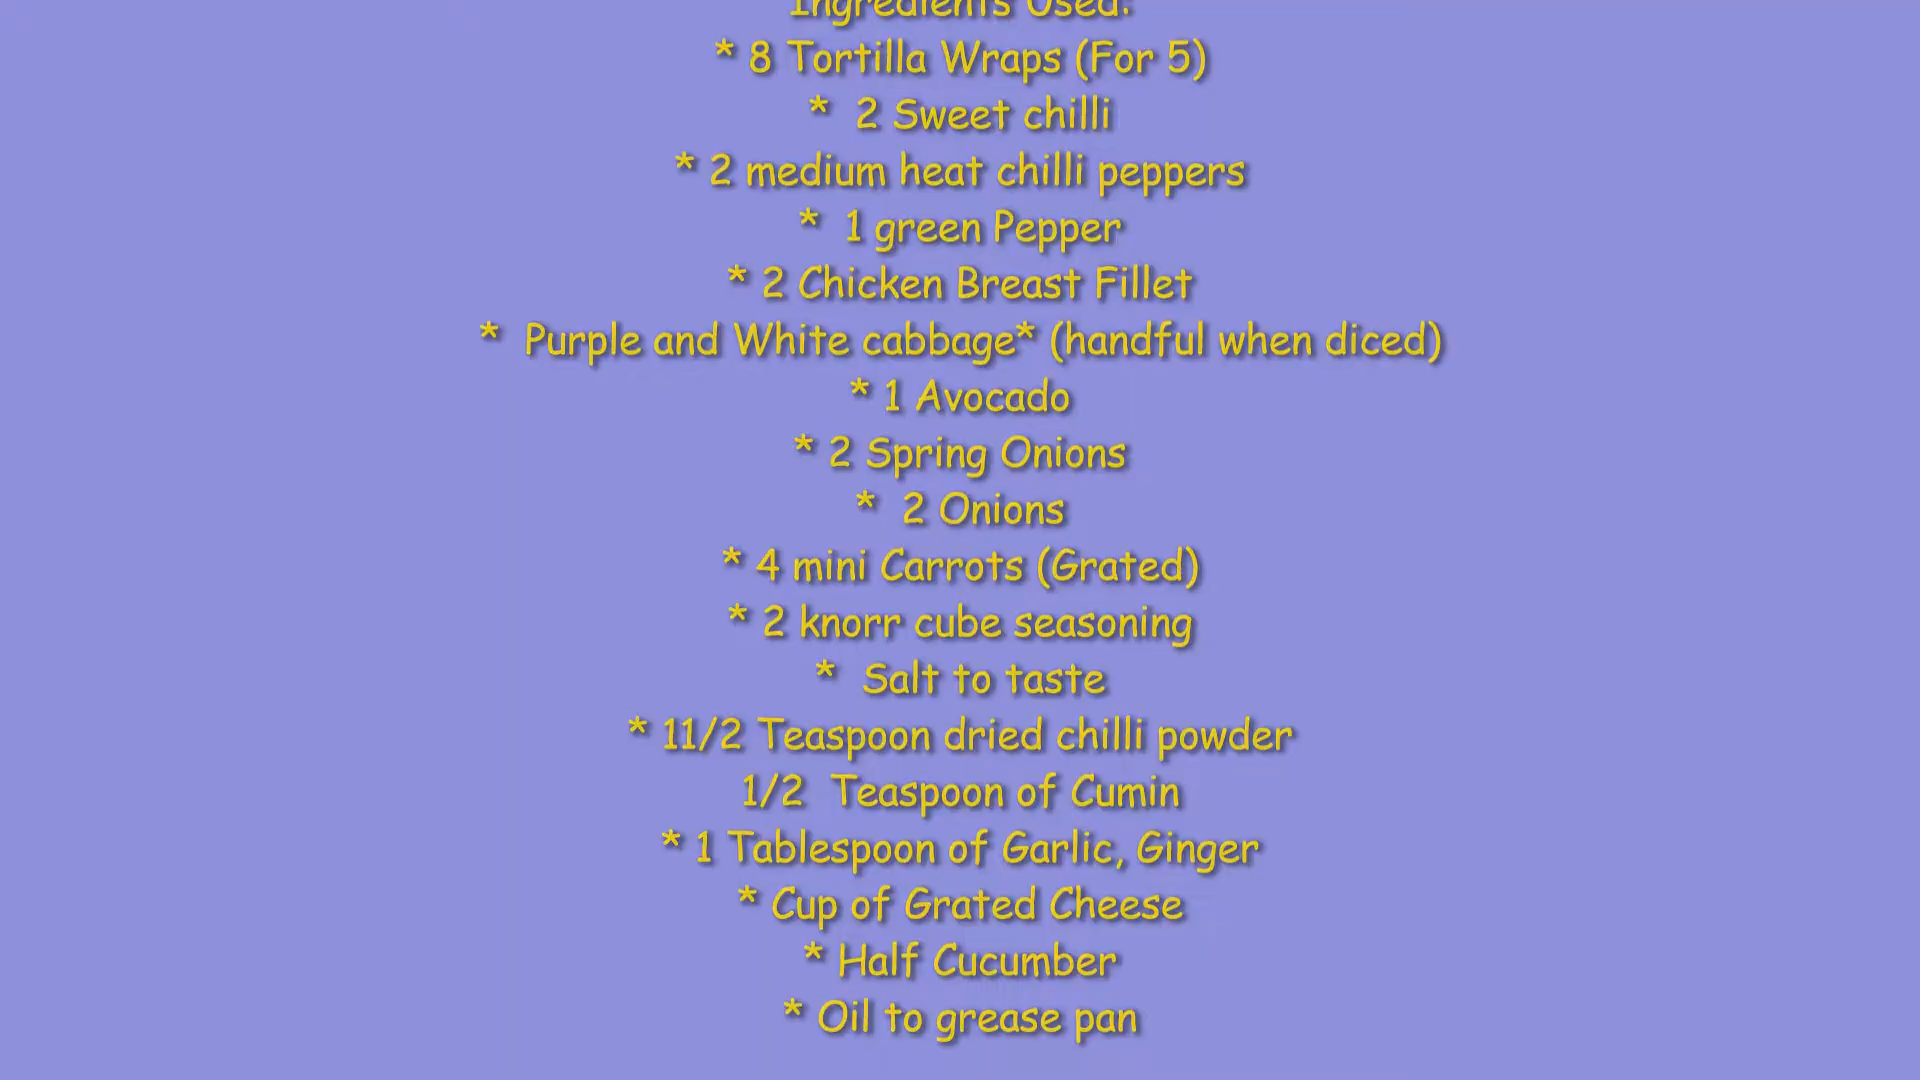 Ingredients Used:
* 8 Tortilla Wraps (For 5)
*  2 Sweet chilli
* 2 medium heat chilli peppers
*  1 green Pepper
* 2 Chicken Breast Fillet
*  Purple and White cabbage* (handful when diced)
* 1 Avocado
* 2 Spring Onions
*  2 Onions
* 4 mini Carrots (Grated)
* 2 knorr cube seasoning
*  Salt to taste
* 11/2 Teaspoon dried chilli powder
1/2  Teaspoon of Cumin
* 1 Tablespoon of Garlic, Ginger
* Cup of Grated Cheese
* Half Cucumber
* Oil to grease pan